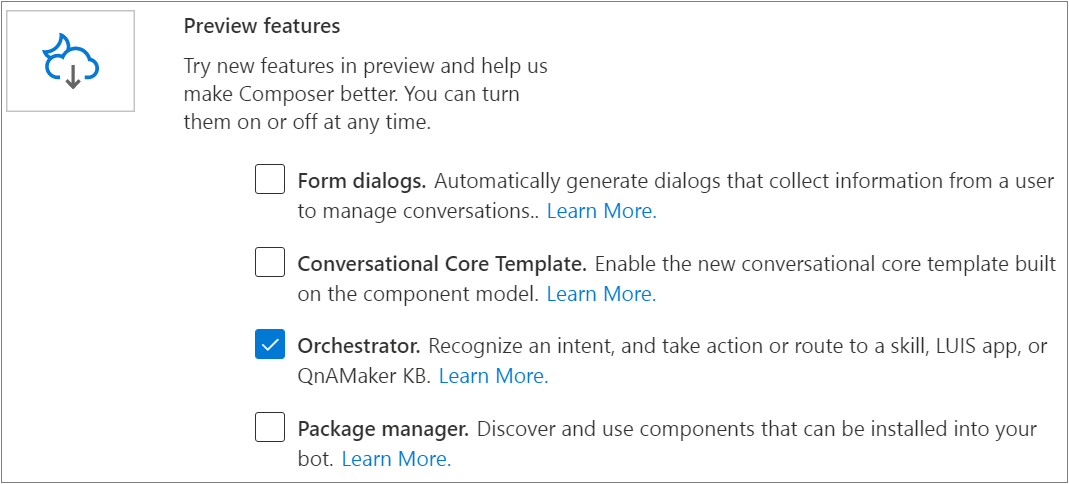 Preview features
Try new features in preview and help us
make Composer better. You can turn
them on or off at any time.
Form dialogs. Automatically generate dialogs that collect information from a user
to manage conversations.. Learn More.
Conversational Core Template. Enable the new conversational core template built
on the component model. Learn More.
Orchestrator. Recognize an intent, and take action or route to a skill, LUIS app, or
QnAMaker KB. Learn More.
Package manager. Discover and use components that can be installed into your
bot. Learn More.